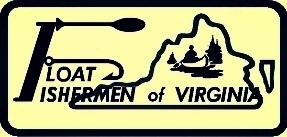 FLOAT
FISHERMEN of VIRGINIA